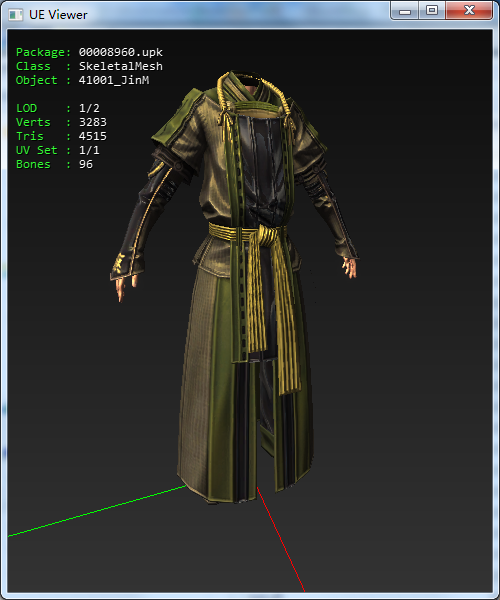 UE Viewer
Package: 00008960.upk
Class  : SkeletalMesh
Object : 41001_JinM
LOD    : 1/2
Verts  : 3283
Tris   : 4515
UV Set : 1/1
Bones  : 96